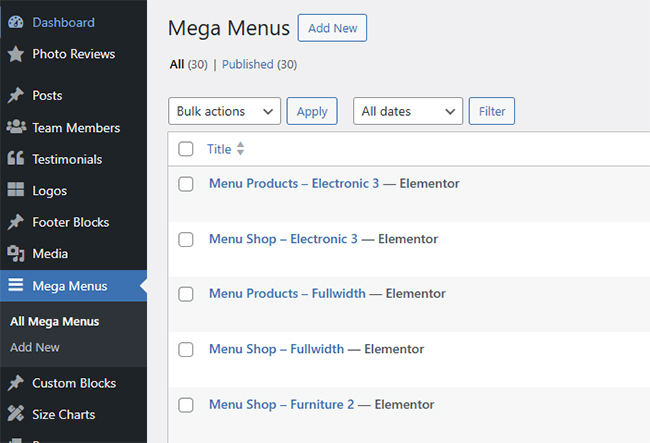 Dashboard
Photo Reviews
Posts
Team Members
Testimonials
Logos
Footer Blocks
Media
Mega Menus
All Mega Menus
Add New
Custom Blocks
Size Charts
Mega Menus Add New
All (30) | Published (30)
Bulk actions Apply All dates Filter
Title
Menu Products – Electronic 3 — Elementor
Menu Shop – Electronic 3 — Elementor
Menu Products – Fullwidth — Elementor
Menu Shop – Fullwidth — Elementor
Menu Shop – Furniture 2 — Elementor